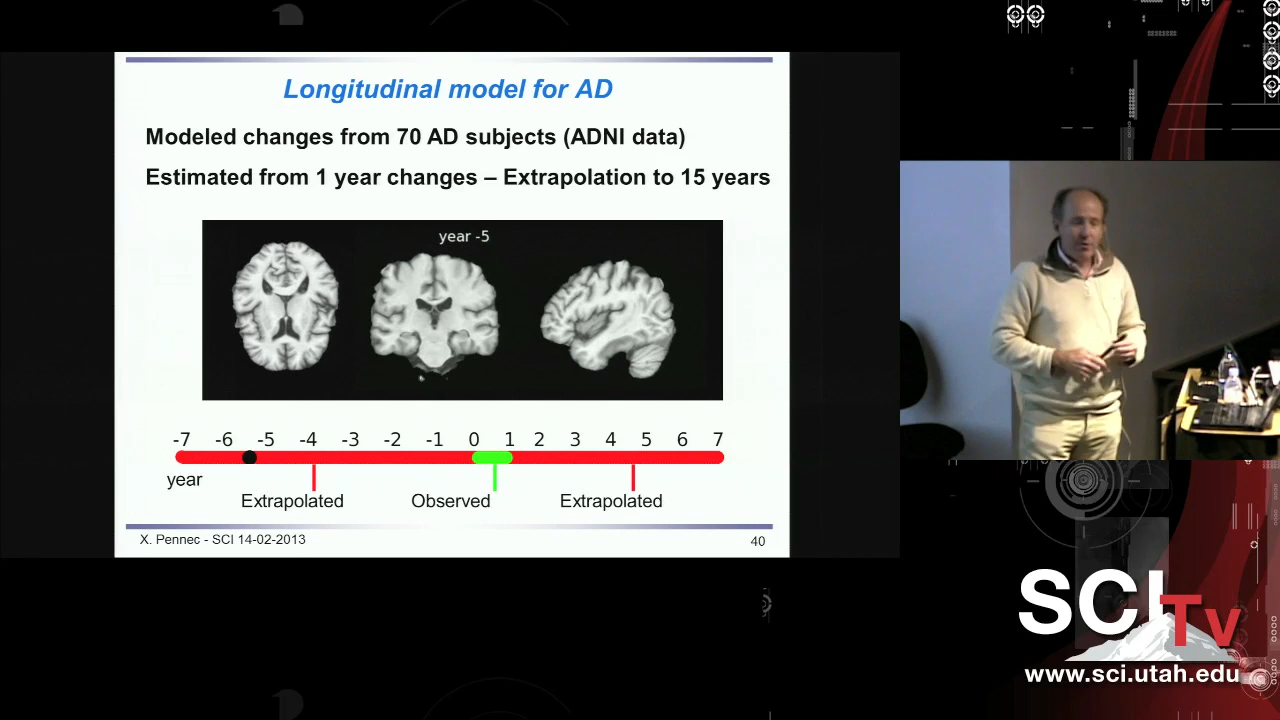 Longitudinal model for AD
Modeled changes from 70 AD subjects (ADNI data)
Estimated from 1 year changes – Extrapolation to 15 years
year -5
-7 -6 -5 -4 -3 -2 -1 0 1 2 3 4 5 6 7
year
Extrapolated Observed Extrapolated
X. Pennec - SCI 14-02-2013 40
SCI Tv
www.sci.utah.edu